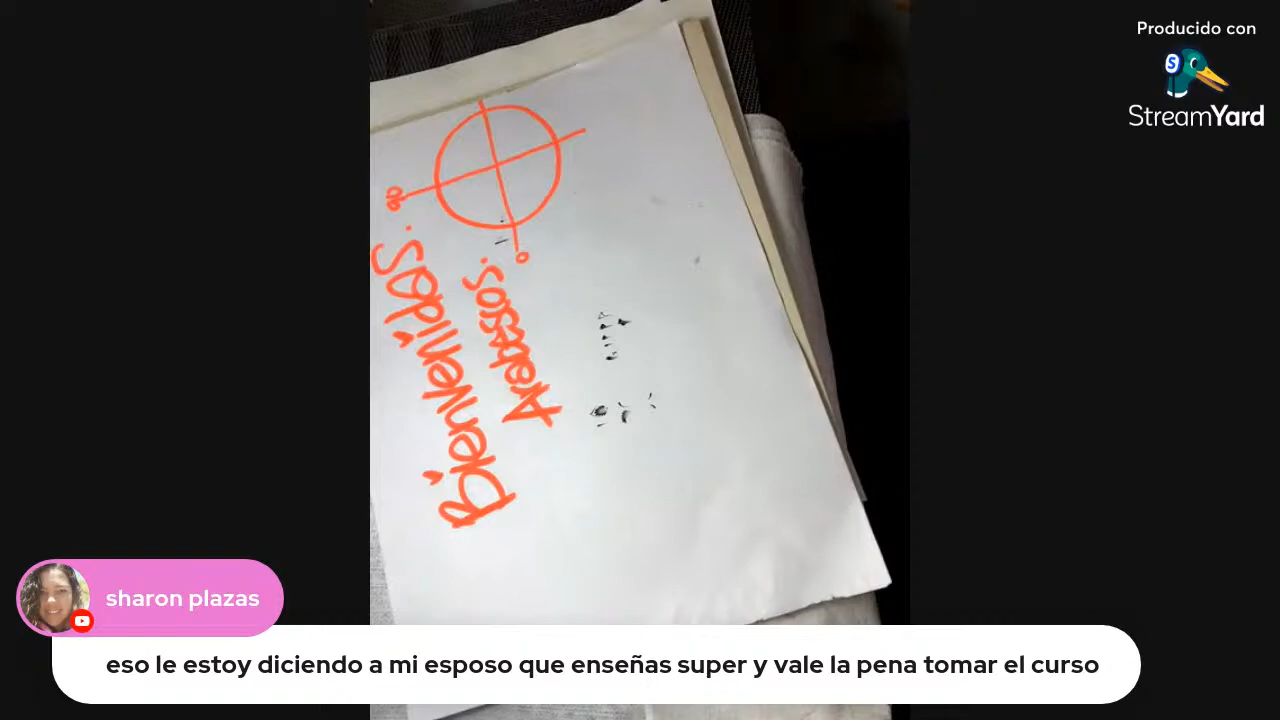 Producido con
StreamYard
Bienvenidos.
Arabescos.
sharon plazas
eso le estoy diciendo a mi esposo que enseñas super y vale la pena tomar el curso